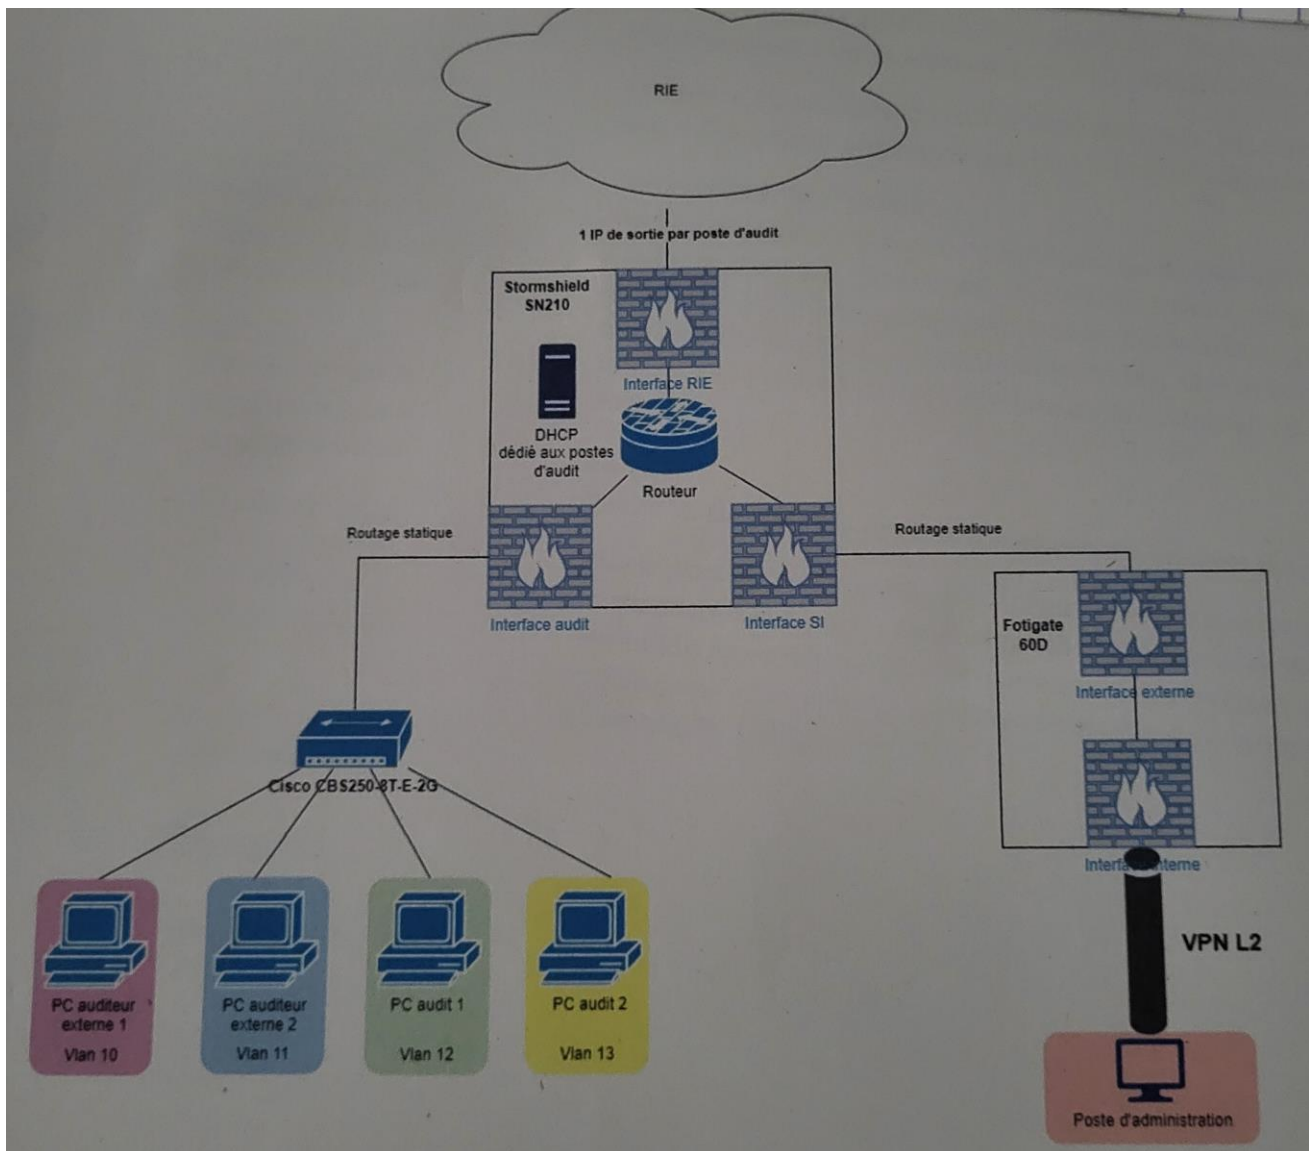 RIE
1 IP de sortie par poste d'audit
Stormshield
SN210
Interface RIE
DHCP
dédié aux postes
d'audit
Routeur
Routage statique
Routage statique
Interface audit
Interface SI
Fotigate
60D
Interface externe
Cisco CBS250-8T-E-2G
Interface interne
VPN L2
PC auditeur
externe 1
Vlan 10
PC auditeur
externe 2
Vlan 11
PC audit 1
Vlan 12
PC audit 2
Vlan 13
Poste d'administration